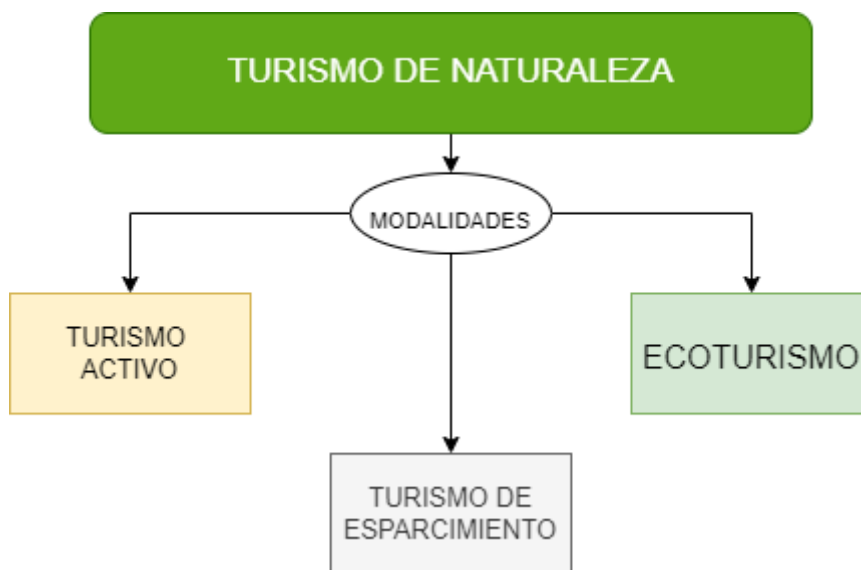 TURISMO DE NATURALEZA
MODALIDADES
TURISMO
ACTIVO
ECOTURISMO
TURISMO DE
ESPARCIMIENTO